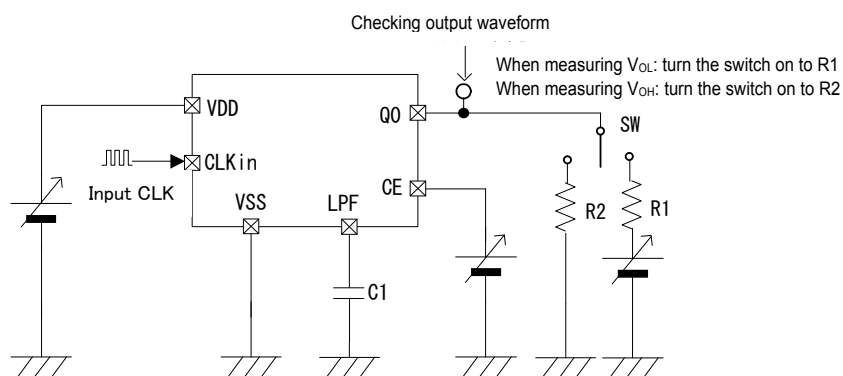 Checking output waveform
When measuring VOL: turn the switch on to R1
When measuring VOH: turn the switch on to R2
VDD
Q0
SW
CLKin
Input CLK
CE
VSS
LPF
R2
R1
C1